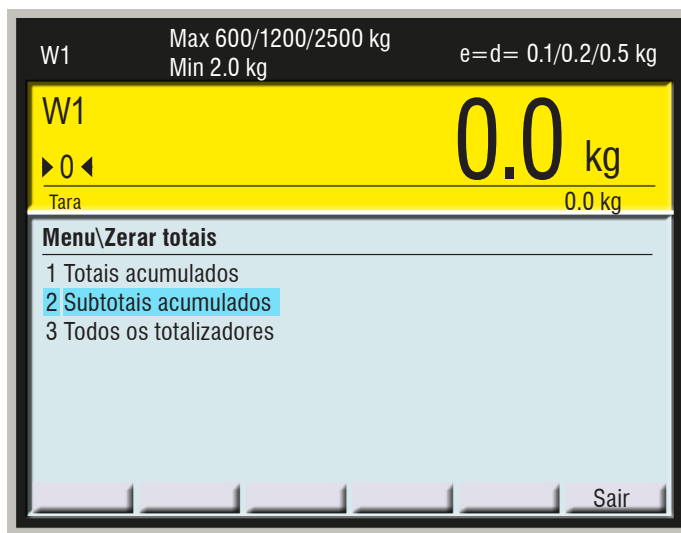 W1 Max 600/1200/2500 kg e=d= 0.1/0.2/0.5 kg
Min 2.0 kg
W1 0.0 kg
0
Tara 0.0 kg
Menu\Zerar totais
1 Totais acumulados
2 Subtotais acumulados
3 Todos os totalizadores
Sair